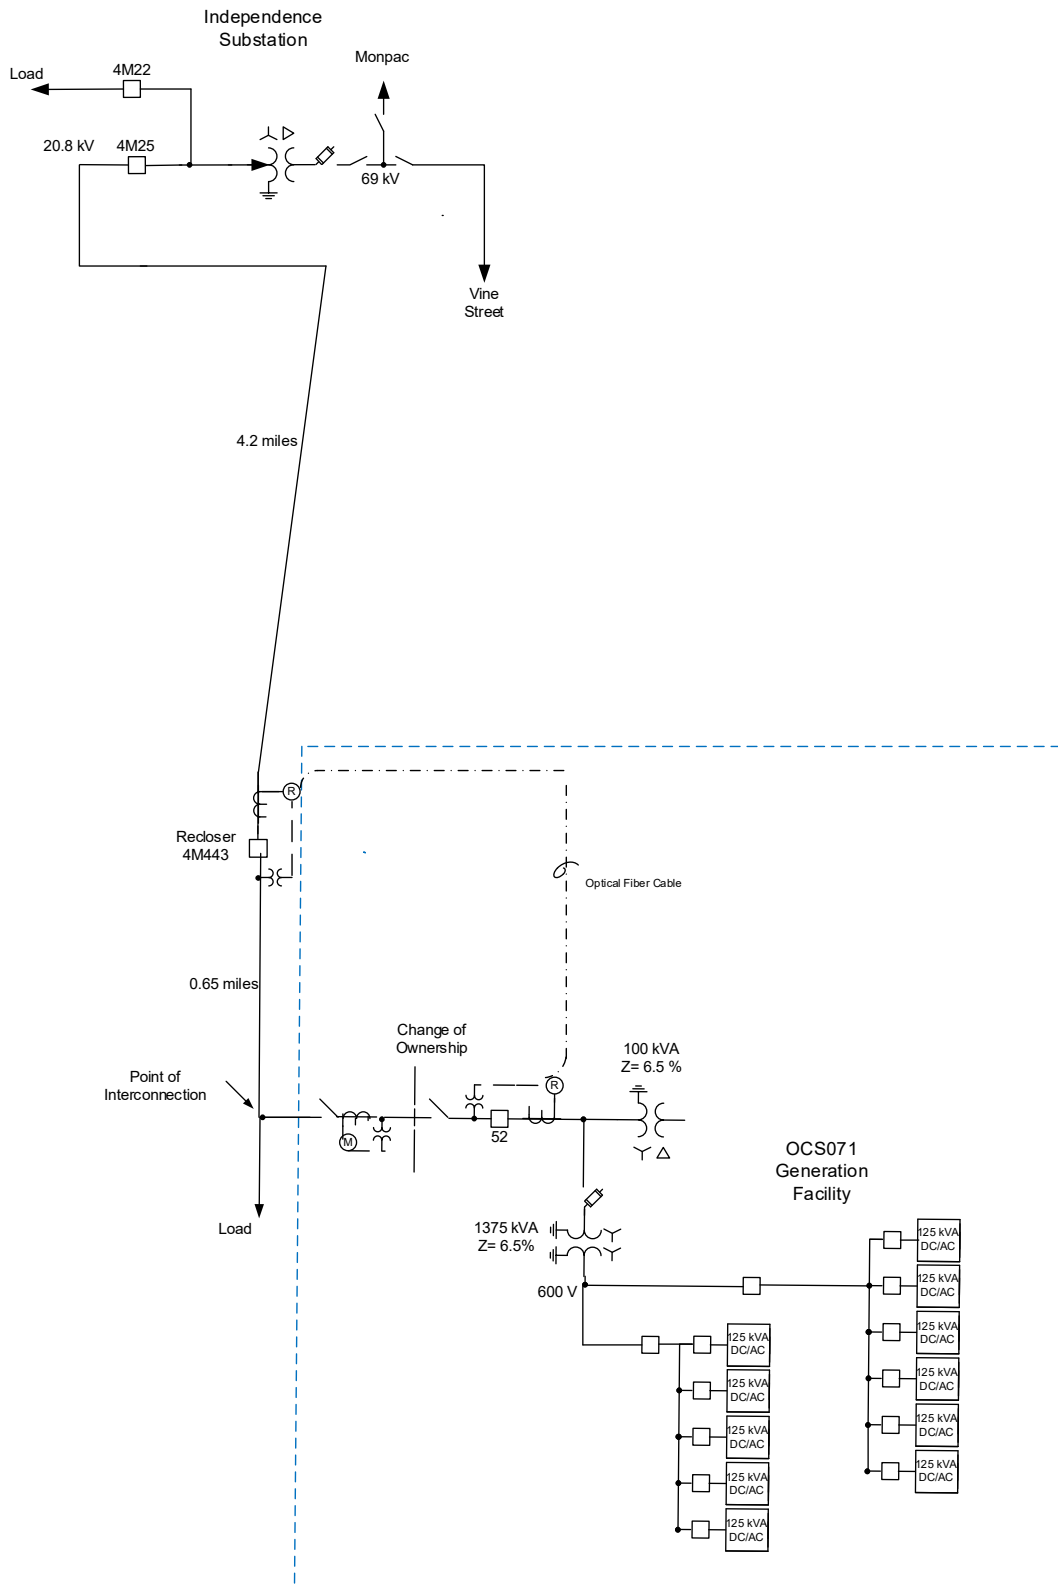 Independence
Substation
Monpac
4M22
Load
20.8 kV
4M25
69 kV
Vine
Street
4.2 miles
R
Recloser
4M443
Optical Fiber Cable
0.65 miles
Change of
Ownership
100 kVA
Z= 6.5 %
Point of
Interconnection
R
M
52
OCS071
Generation
Facility
Load
1375 kVA
Z= 6.5%
600 V
125 kVA
DC/AC
125 kVA
DC/AC
125 kVA
DC/AC
125 kVA
DC/AC
125 kVA
DC/AC
125 kVA
DC/AC
125 kVA
DC/AC
125 kVA
DC/AC
125 kVA
DC/AC
125 kVA
DC/AC
125 kVA
DC/AC